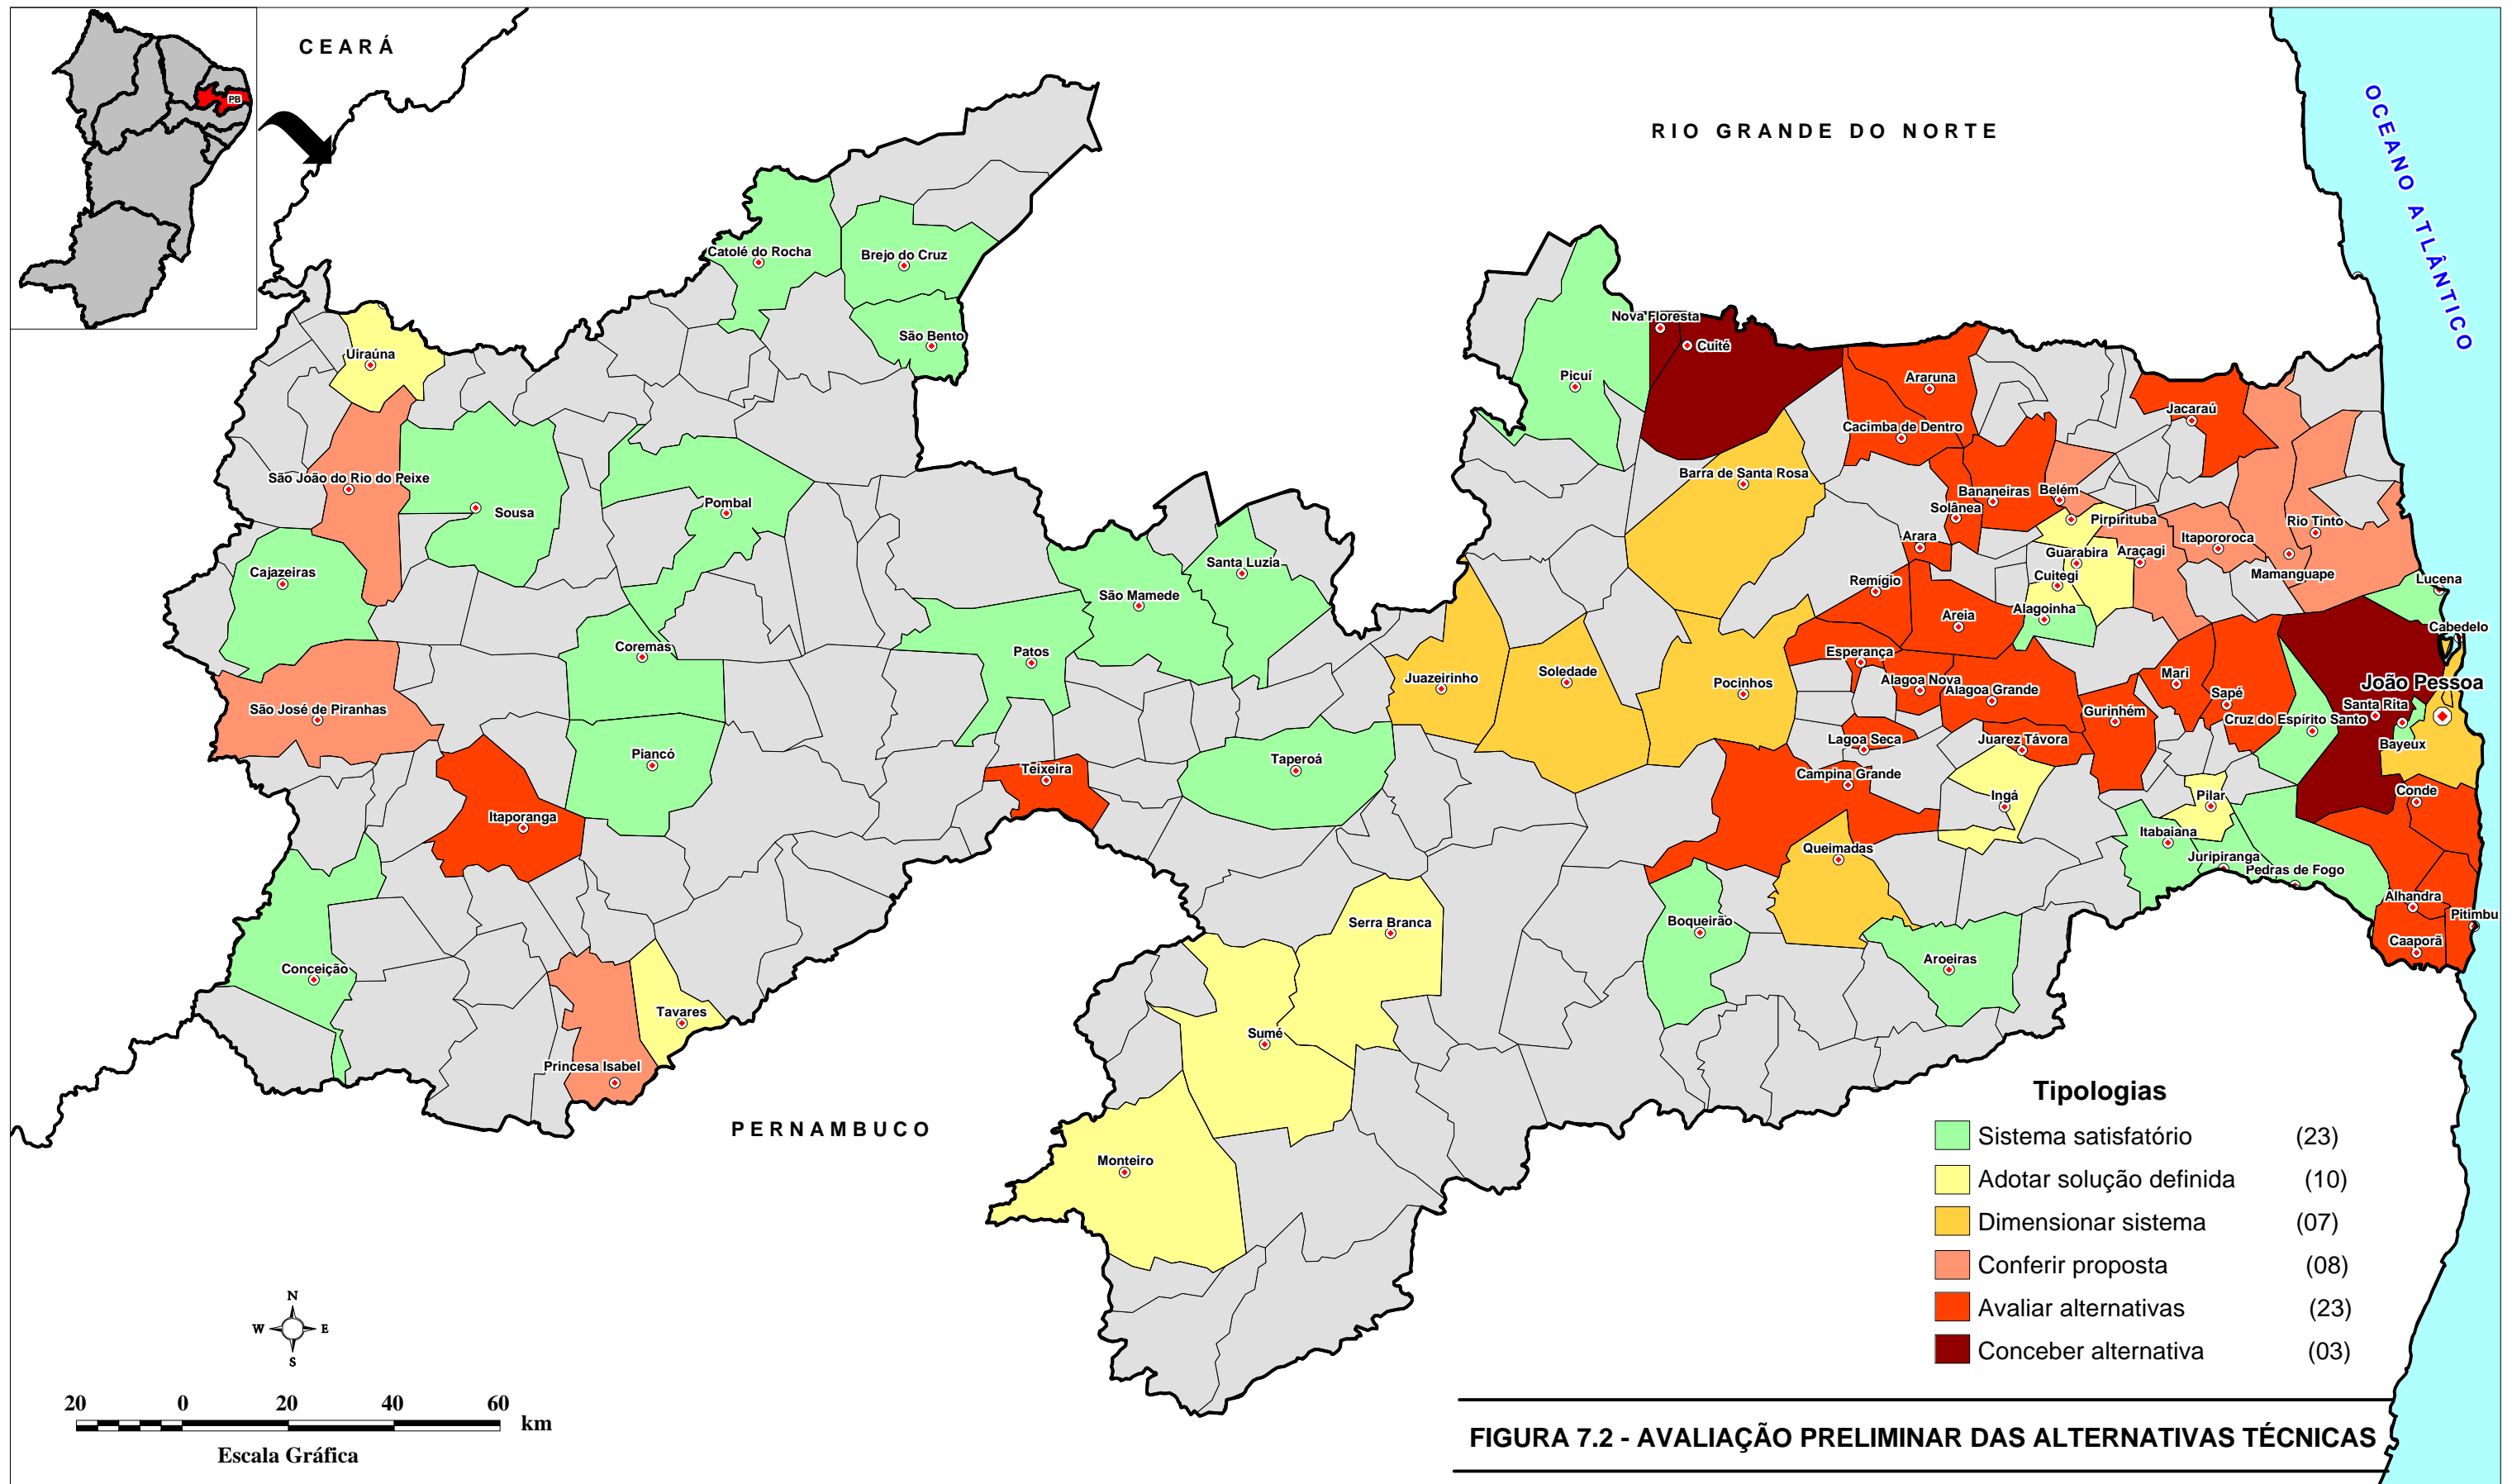 CEARÁ
PB
RIO GRANDE DO NORTE
OCEANO ATLÂNTICO
Catolé do Rocha
Brejo do Cruz
São Bento
Uiraúna
Nova Floresta
Cuité
Picuí
Araruna
Jacaraú
Cacimba de Dentro
São João do Rio do Peixe
Sousa
Pombal
Barra de Santa Rosa
Bananeiras
Belém
Solânea
Pirpirituba
Rio Tinto
Arara
Guarabira
Araçagi
Itapororoca
Cajazeiras
Santa Luzia
Cuitegi
Mamanguape
Lucena
São Mamede
Remígio
Alagoinha
Areia
Cabedelo
Coremas
Patos
Esperança
Juazeirinho
Soledade
Pocinhos
Alagoa Nova
Alagoa Grande
Mari
Sapé
João Pessoa
São José de Piranhas
Gurinhém
Cruz do Espírito Santo
Santa Rita
Bayeux
Lagoa Seca
Juarez Távora
Piancó
Teixeira
Taperoá
Campina Grande
Ingá
Pilar
Conde
Itaporanga
Itabaiana
Queimadas
Juripiranga
Pedras de Fogo
Alhandra
Pitimbu
Serra Branca
Boqueirão
Caaporã
Conceição
Aroeiras
Tavares
Sumé
Princesa Isabel
PERNAMBUCO
Monteiro
Tipologias
Sistema satisfatório (23)
Adotar solução definida (10)
Dimensionar sistema (07)
Conferir proposta (08)
Avaliar alternativas (23)
Conceber alternativa (03)
N
W E
S
20 0 20 40 60
km
Escala Gráfica
FIGURA 7.2 - AVALIAÇÃO PRELIMINAR DAS ALTERNATIVAS TÉCNICAS